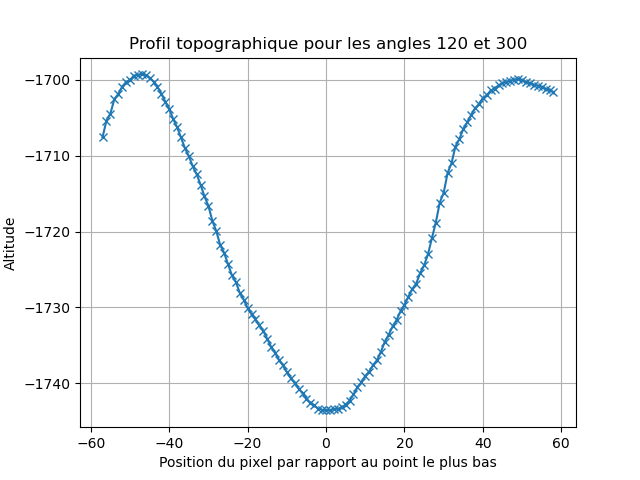 Profil topographique pour les angles 120 et 300
Altitude
−1700
−1710
−1720
−1730
−1740
−60 −40 −20 0 20 40 60
Position du pixel par rapport au point le plus bas